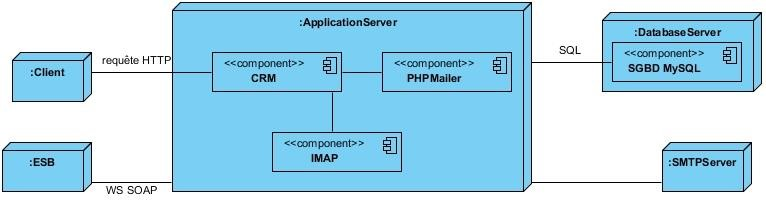 :ApplicationServer
:DatabaseServer
requête HTTP
:Client
<<component>>
CRM
<<component>>
PHPMailer
SQL
<<component>>
SGBD MySQL
<<component>>
IMAP
:ESB
WS SOAP
:SMTPServer